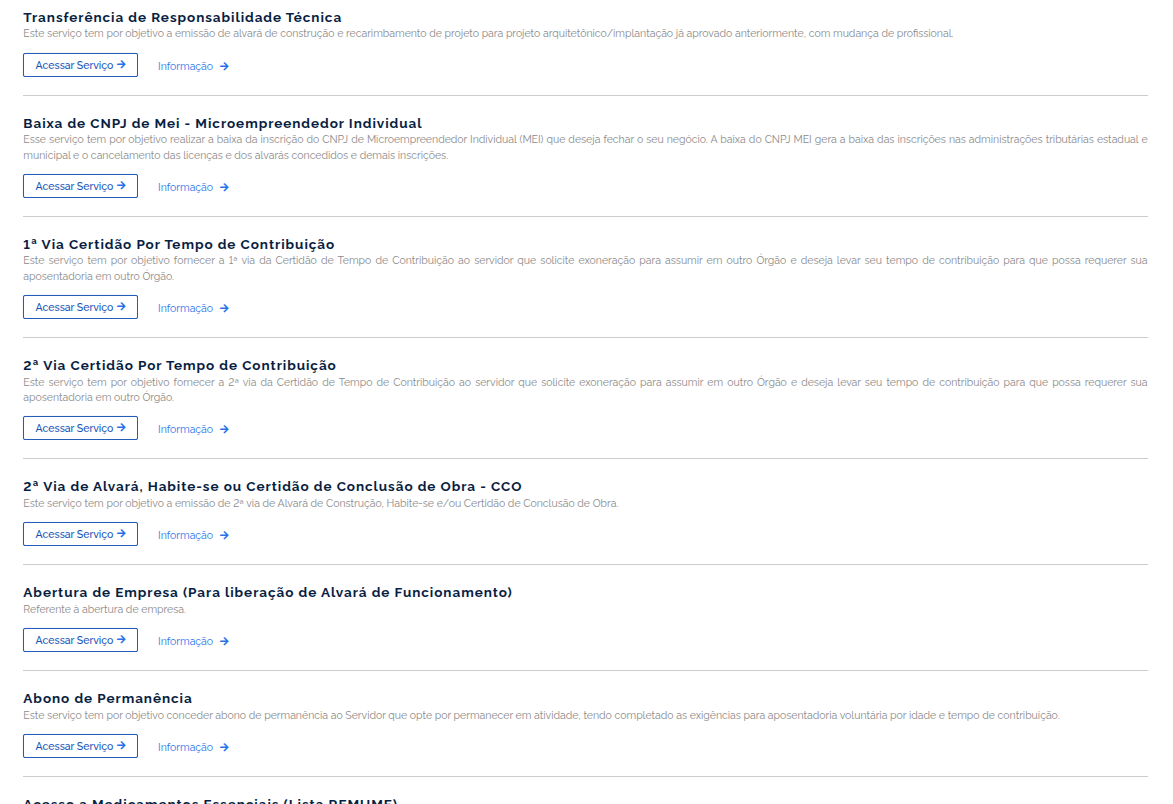 Transferência de Responsabilidade Técnica
Este serviço tem por objetivo a emissão de alvará de construção e recarimbamento de projeto para projeto arquitetônico/implantação já aprovado anteriormente, com mudança de profissional.
Acessar Serviço → Informação →
Baixa de CNPJ de Mei - Microempreendedor Individual
Esse serviço tem por objetivo realizar a baixa da inscrição do CNPJ de Microempreendedor Individual (MEI) que deseja fechar o seu negócio. A baixa do CNPJ MEI gera a baixa das inscrições nas administrações tributárias estadual e
municipal e o cancelamento das licenças e dos alvarás concedidos e demais inscrições.
Acessar Serviço → Informação →
1ª Via Certidão Por Tempo de Contribuição
Este serviço tem por objetivo fornecer a 1ª via da Certidão de Tempo de Contribuição ao servidor que solicite exoneração para assumir em outro Órgão e deseja levar seu tempo de contribuição para que possa requerer sua
aposentadoria em outro Órgão.
Acessar Serviço → Informação →
2ª Via Certidão Por Tempo de Contribuição
Este serviço tem por objetivo fornecer a 2ª via da Certidão de Tempo de Contribuição ao servidor que solicite exoneração para assumir em outro Órgão e deseja levar seu tempo de contribuição para que possa requerer sua
aposentadoria em outro Órgão.
Acessar Serviço → Informação →
2ª Via de Alvará, Habite-se ou Certidão de Conclusão de Obra - CCO
Este serviço tem por objetivo a emissão de 2ª via de Alvará de Construção, Habite-se e/ou Certidão de Conclusão de Obra.
Acessar Serviço → Informação →
Abertura de Empresa (Para liberação de Alvará de Funcionamento)
Referente à abertura de empresa.
Acessar Serviço → Informação →
Abono de Permanência
Este serviço tem por objetivo conceder abono de permanência ao Servidor que opte por permanecer em atividade, tendo completado as exigências para aposentadoria voluntária por idade e tempo de contribuição.
Acessar Serviço → Informação →
Acesso a Medicamentos Essenciais (Lista REMUME)